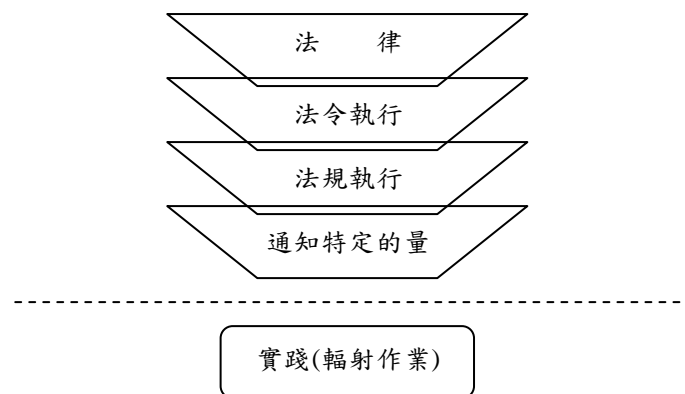 法　　律
法令執行
法規執行
通知特定的量
實踐(輻射作業)